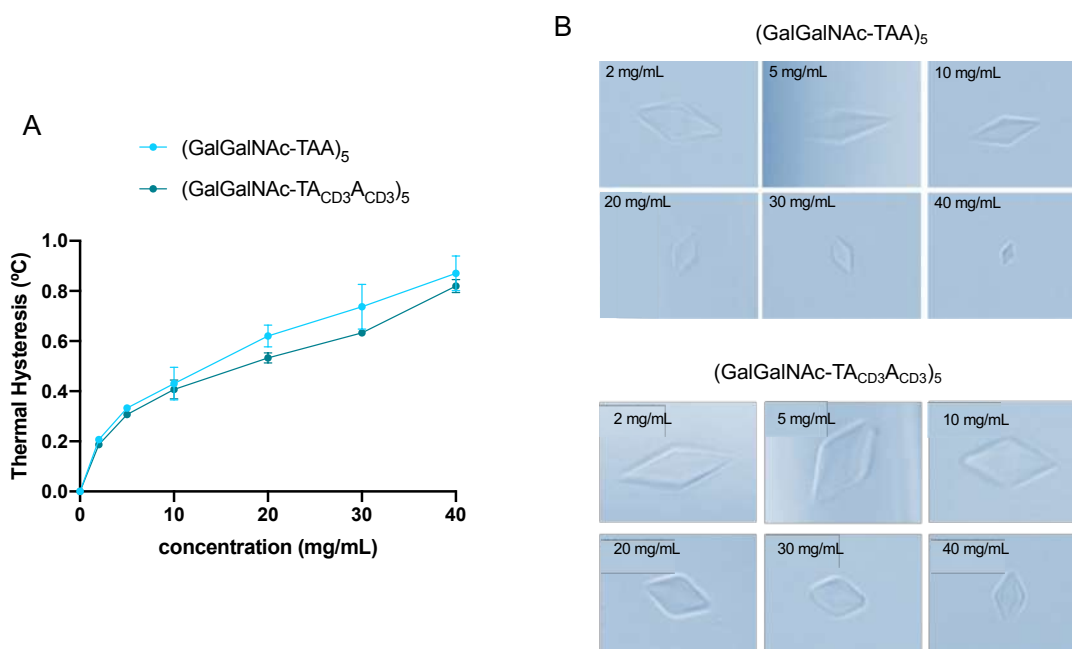 A
(GalGalNAc-TAA)5
(GalGalNAc-TACD3ACD3)5
Thermal Hysteresis (ºC)
1.0
0.8
0.6
0.4
0.2
0.0
0
10
20
30
40
concentration (mg/mL)
B
(GalGalNAc-TAA)5
2 mg/mL
5 mg/mL
10 mg/mL
20 mg/mL
30 mg/mL
40 mg/mL
(GalGalNAc-TACD3ACD3)5
2 mg/mL
5 mg/mL
10 mg/mL
20 mg/mL
30 mg/mL
40 mg/mL